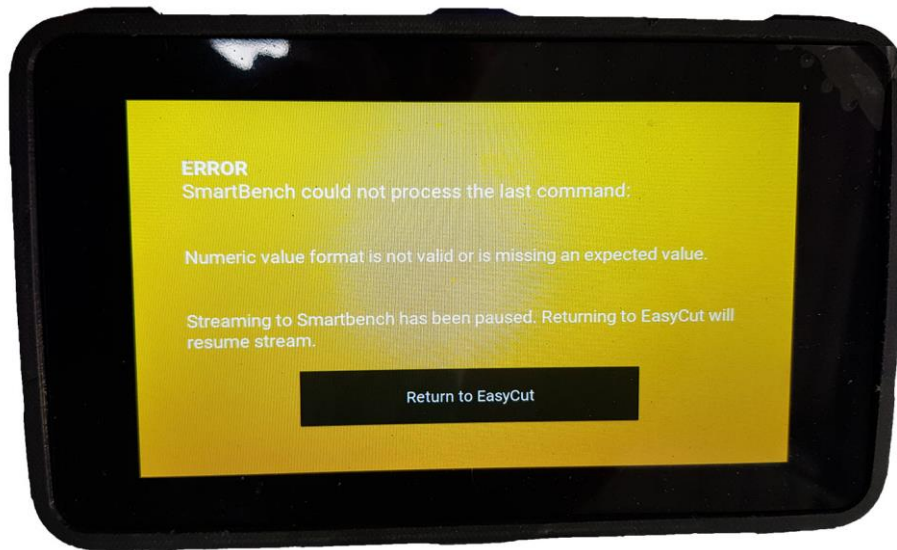 ERROR
SmartBench could not process the last command:
Numeric value format is not valid or is missing an expected value.
Streaming to Smartbench has been paused. Returning to EasyCut will
resume stream.
Return to EasyCut